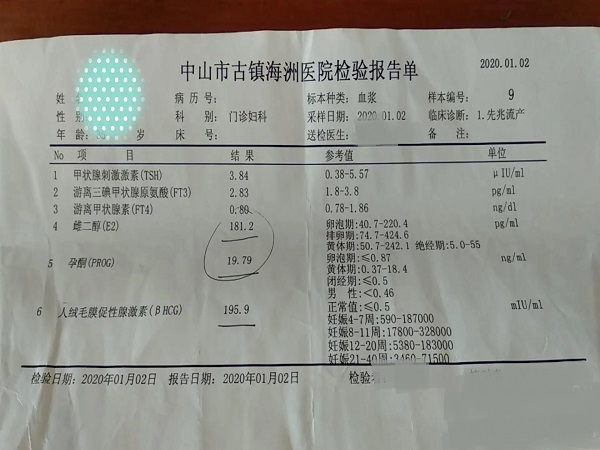 中山市古镇海洲医院检验报告单
2020.01.02
姓 病历号: 标本种类: 血浆 样本编号: 9
性 科 别: 门诊妇科 采样日期: 2020.01.02 临床诊断: 1.先兆流产
年 龄: 岁 床 号: 送检医生: 备 注:
No 项 目 结 果 参考值 单位
1 甲状腺刺激激素(TSH) 3.84 0.38-5.57 μIU/ml
2 游离三碘甲状腺原氨酸(FT3) 2.83 1.8-3.8 pg/ml
3 游离甲状腺素(FT4) 0.80 0.78-1.86 ng/dl
4 雌二醇(E2) 181.2 卵泡期:40.7-220.4 pg/ml
排卵期:74.7-424.6
黄体期:50.7-242.1 绝经期:5.0-55
5 孕酮(PROG) 19.79 卵泡期:≤0.87 ng/ml
黄体期:0.37-18.4
闭经期:≤0.5
男 性:<0.46
6 人绒毛膜促性腺激素(βHCG) 195.9 正常值:≤0.5 mIU/ml
妊娠4-7周:590-187000
妊娠8-11周:17800-328000
妊娠12-20周:5380-183000
妊娠21-40周:3460-71500
检验日期: 2020年01月02日 报告日期: 2020年01月02日 检验